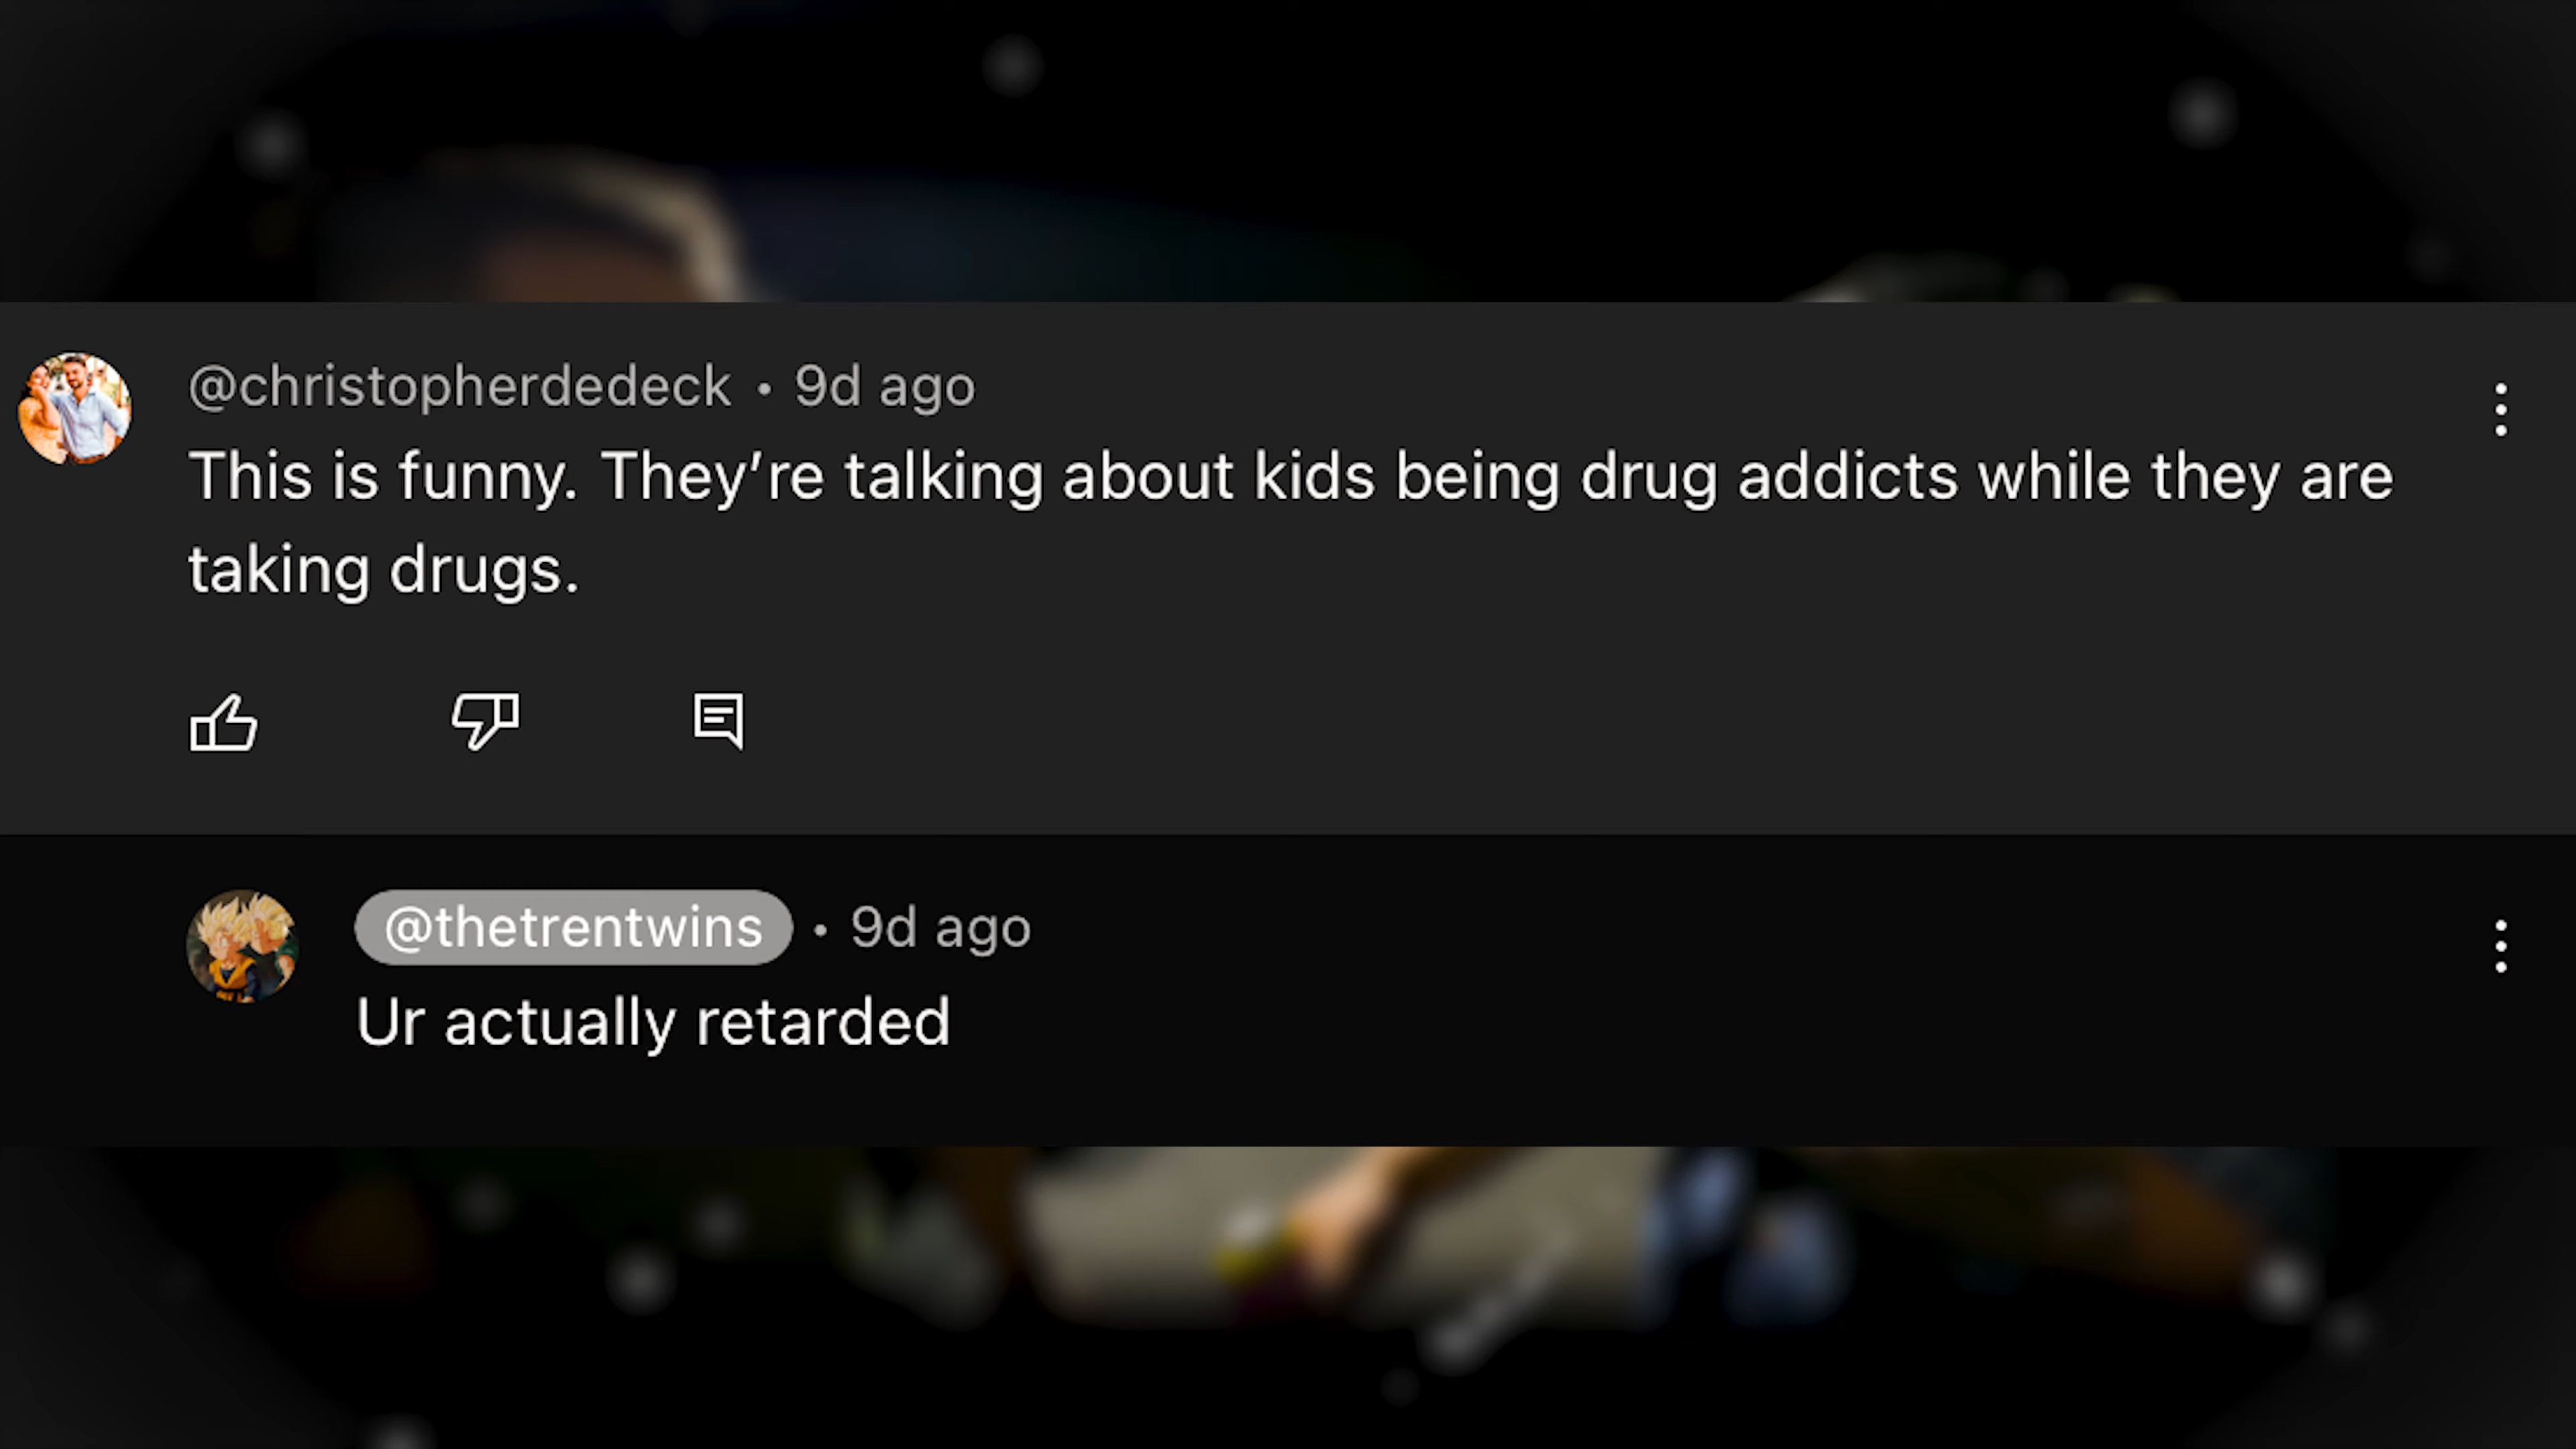 @christopherdedeck • 9d ago
This is funny. They’re talking about kids being drug addicts while they are
taking drugs.
@thetrentwins • 9d ago
Ur actually retarded